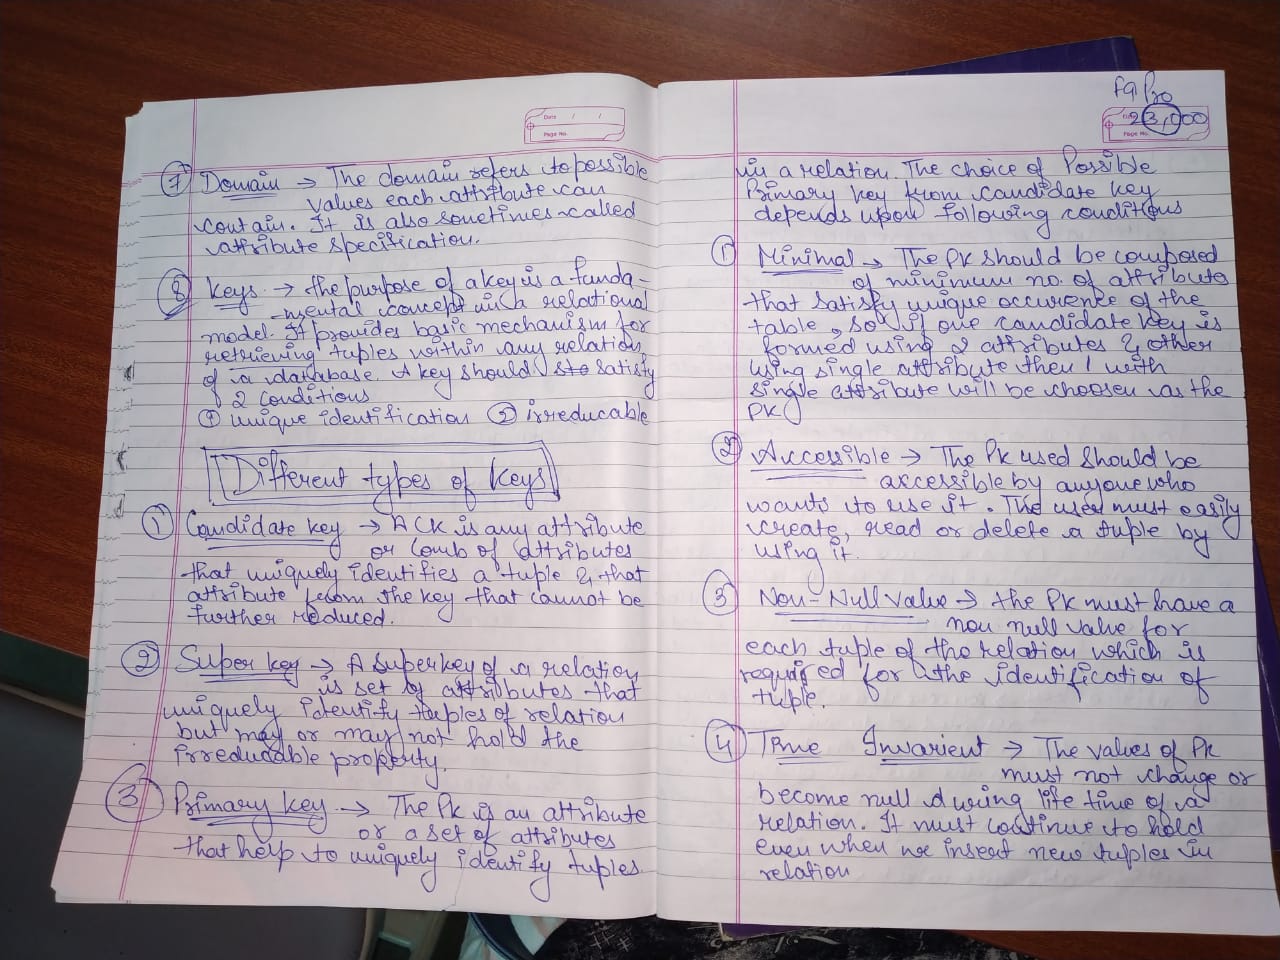 ⑦ Domain → The domain refers to possible
values each attribute can
contain. It is also sometimes called
attribute specification.
⑧ Keys → the purpose of a key is a funda-
-mental concept in a relational
model. It provides basic mechanism for
retrieving tuples within any relation
of a database. A key should satisfy
of 2 conditions
① unique identification ② irreducable
Different types of Keys
① Candidate key → A CK is any attribute
or Comb of attributes
that uniquely identifies a tuple & that
attribute from the key that cannot be
further reduced.
② Super key → A superkey of a relation
is set of attributes that
uniquely identify tuples of relation
but may or may not hold the
irreducable property.
③ Primary key → The PK is an attribute
or a set of attributes
that help to uniquely identify tuples
Date / /
Page No.
23,000
Page No.
in a relation. The choice of Possible
Primary key from candidate key
depends upon following conditions
① Minimal → The PK should be composed
of minimum no. of attributes
that satisfy unique occurence of the
table, so if one candidate key is
formed using 2 attributes & other
using single attribute then 1 with
single attribute will be choosen as the
PK
② Accessible → The PK used should be
accessible by anyone who
wants to use it. The user must easily
create, read or delete a tuple by
using it.
③ Non-Null value → the PK must have a
non null value for
each tuple of the relation which is
required for the identification of
tuple.
④ Time Invarient → The values of PK
must not change or
become null during life time of a
relation. It must continue to hold
even when we insert new tuples in
relation